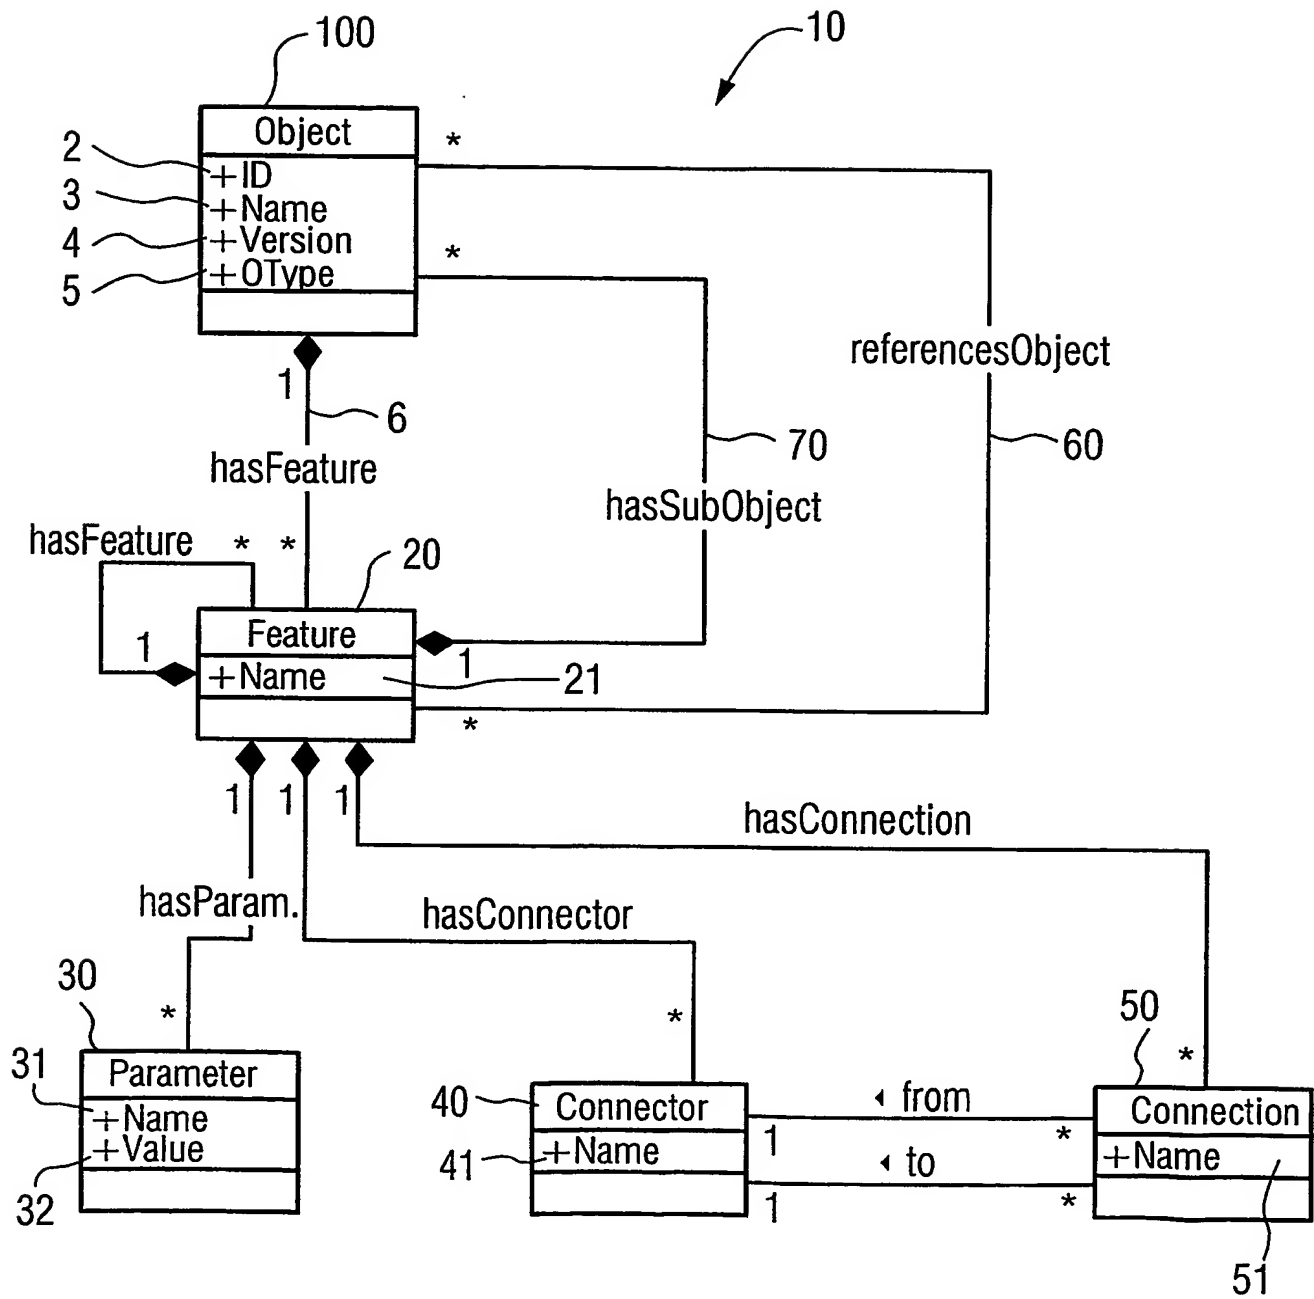 100
10
Object
*
2
+ID
3
+Name
4
+Version
*
5
+OType
referencesObject
1
6
70
60
hasFeature
hasSubObject
hasFeature
*
*
20
Feature
1
1
+Name
21
*
1
1
1
hasConnection
hasParam.
hasConnector
30
*
*
50
*
31
Parameter
40
Connector
from
Connection
+Name
1
*
+Value
41
+Name
to
+Name
32
1
*
51